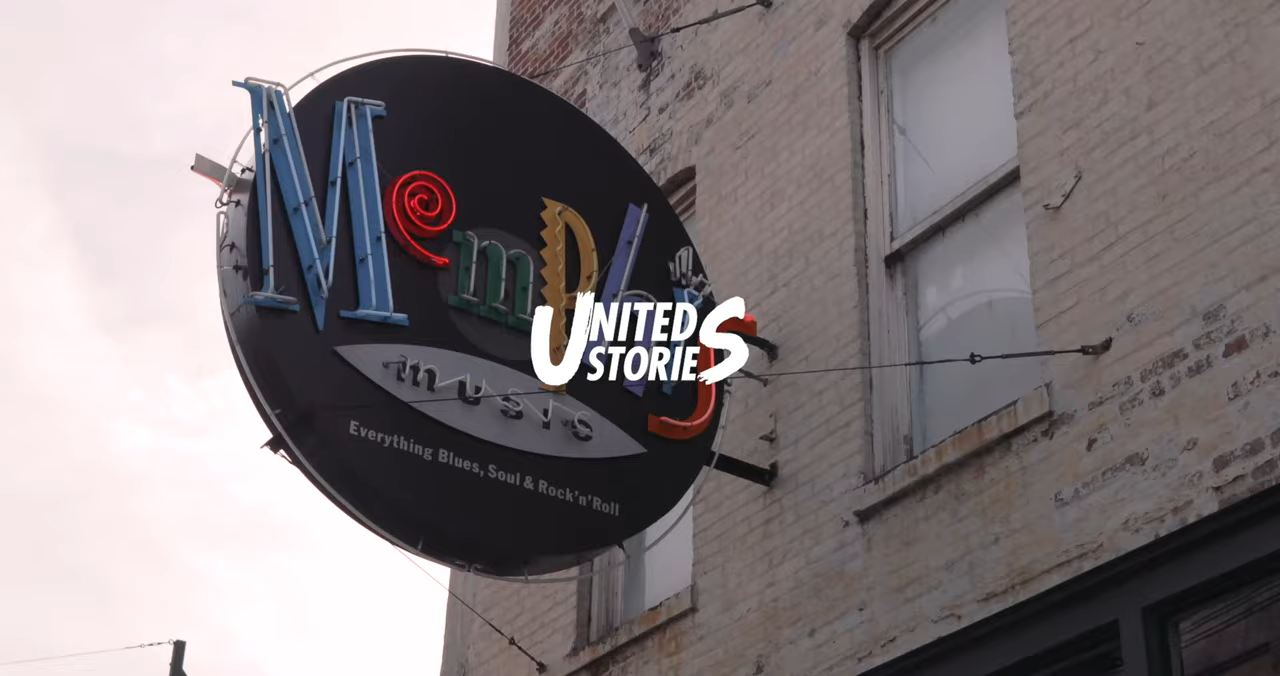 Memphis
music
Everything Blues, Soul & Rock'n'Roll
UNITED
STORIES